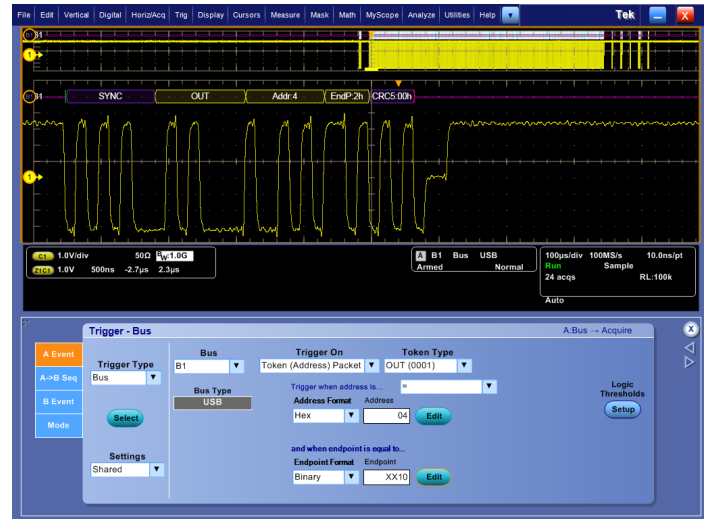 File Edit Vertical Digital Horiz/Acq Trig Display Cursors Measure Mask Math MyScope Analyze Utilities Help Tek X
B1
1
B1 SYNC OUT Addr:4 EndP:2h CRC5:00h
1
C1 1.0V/div 50Ω BW:1.0G
Z1C1 1.0V 500ns -2.7µs 2.3µs
A B1 Bus USB
Armed Normal
100µs/div 100MS/s 10.0ns/pt
Run Sample
24 acqs RL:100k
Auto
Trigger - Bus A:Bus → Acquire X
A Event
A->B Seq
B Event
Mode
Trigger Type
Bus
Select
Settings
Shared
Bus
B1
Bus Type
USB
Trigger On Token Type
Token (Address) Packet OUT (0001)
Trigger when address is... =
Address Format Address
Hex 04 Edit
and when endpoint is equal to...
Endpoint Format Endpoint
Binary XX10 Edit
Logic
Thresholds
Setup